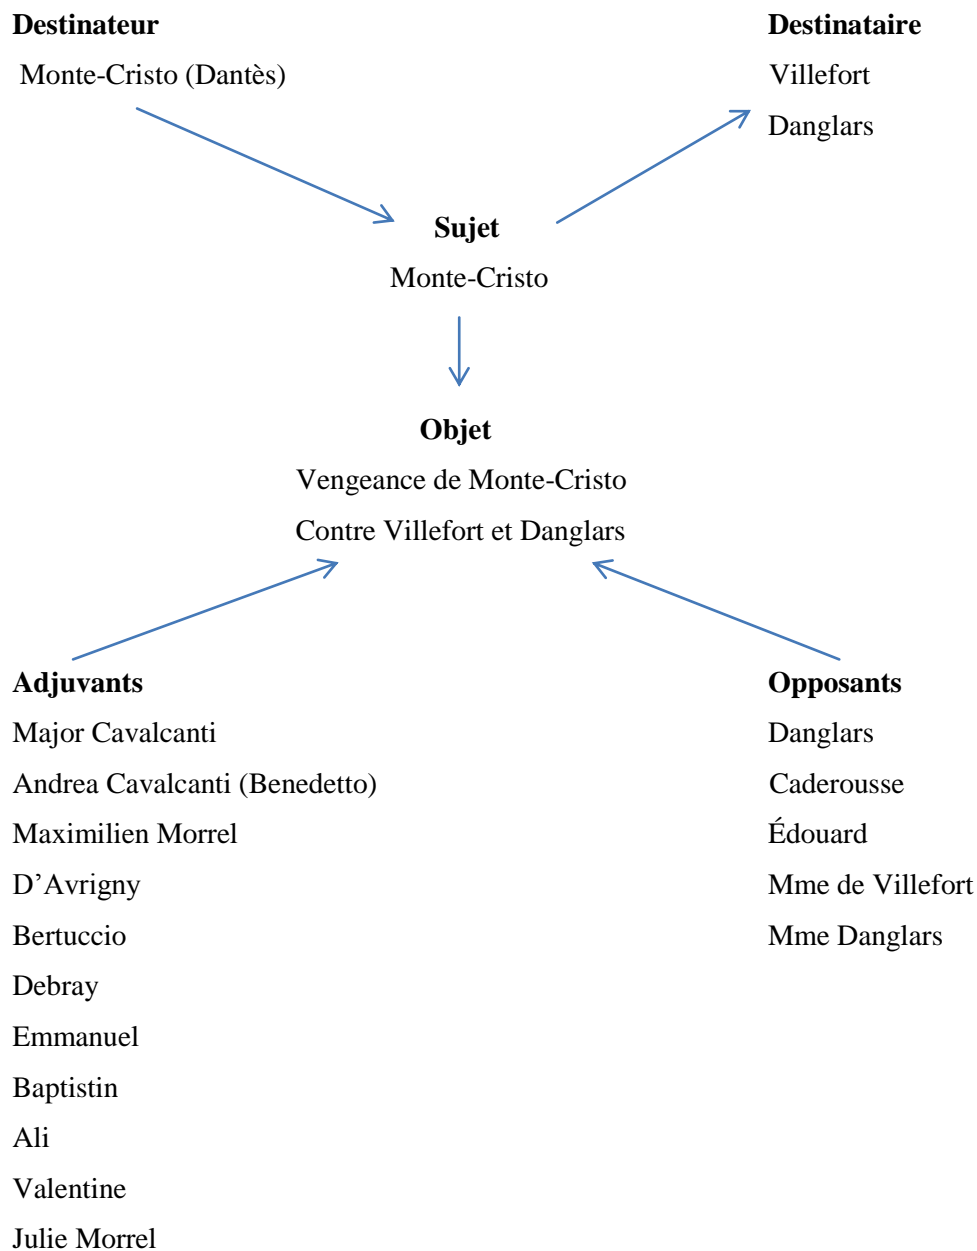 Destinateur
Destinataire
Monte-Cristo (Dantès)
Villefort
Danglars
Sujet
Monte-Cristo
Objet
Vengeance de Monte-Cristo
Contre Villefort et Danglars
Adjuvants
Opposants
Major Cavalcanti
Danglars
Andrea Cavalcanti (Benedetto)
Caderousse
Maximilien Morrel
Édouard
D’Avrigny
Mme de Villefort
Bertuccio
Mme Danglars
Debray
Emmanuel
Baptistin
Ali
Valentine
Julie Morrel